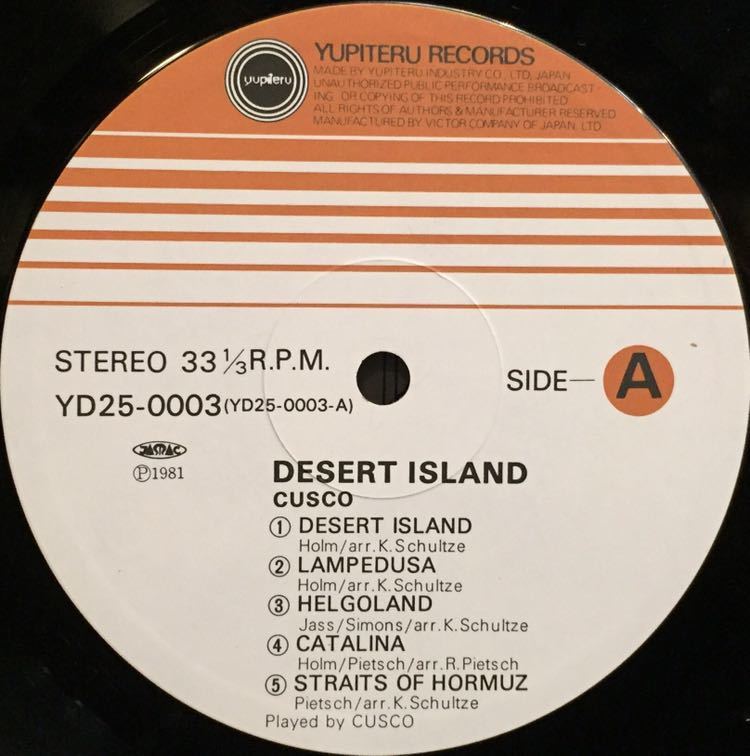 yupiteru
YUPITERU RECORDS
MADE BY YUPITERU INDUSTRY CO., LTD, JAPAN
UNAUTHORIZED PUBLIC PERFORMANCE BROADCAST-
ING OR COPYING OF THIS RECORD PROHIBITED
ALL RIGHTS OF AUTHORS & MANUFACTURER RESERVED
MANUFACTURED BY VICTOR COMPANY OF JAPAN, LTD
STEREO 33 1/3 R.P.M.
SIDE—A
YD25-0003 (YD25-0003-A)
JASRAC
Ⓟ1981
DESERT ISLAND
CUSCO
① DESERT ISLAND
Holm/arr.K.Schultze
② LAMPEDUSA
Holm/arr.K.Schultze
③ HELGOLAND
Jass/Simons/arr.K.Schultze
④ CATALINA
Holm/Pietsch/arr.R.Pietsch
⑤ STRAITS OF HORMUZ
Pietsch/arr.K.Schultze
Played by CUSCO